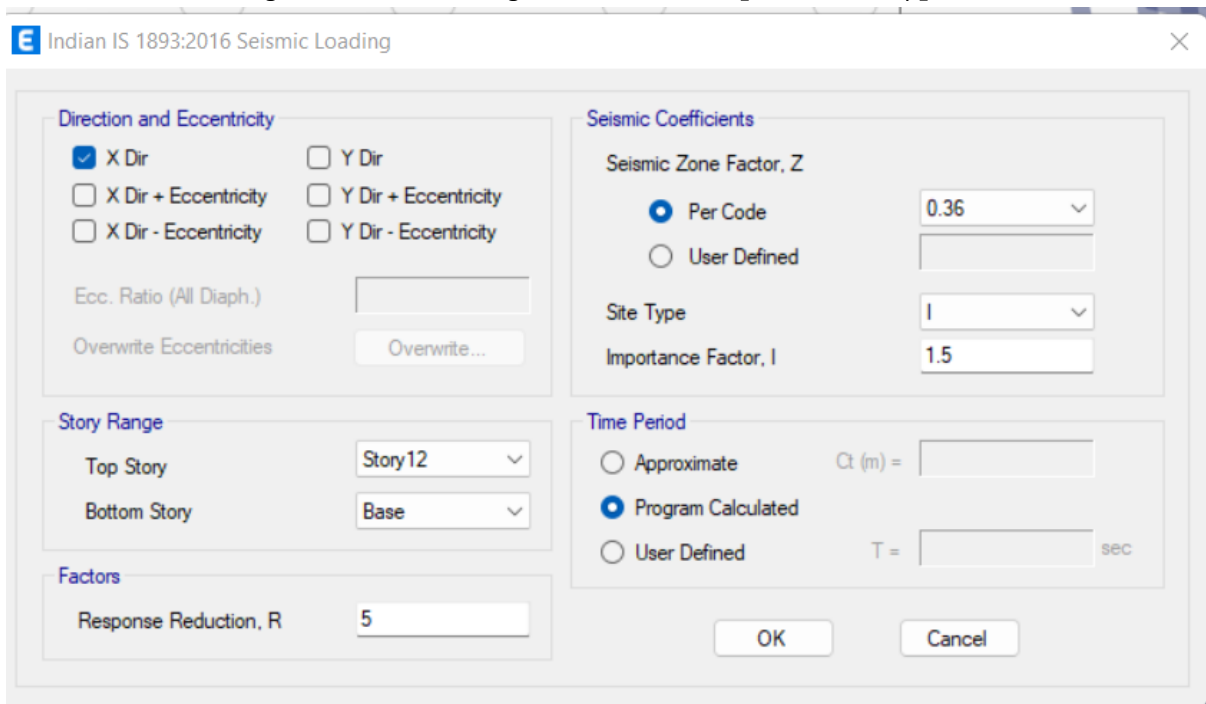 E Indian IS 1893:2016 Seismic Loading
Direction and Eccentricity
X Dir
Y Dir
X Dir + Eccentricity
Y Dir + Eccentricity
X Dir - Eccentricity
Y Dir - Eccentricity
Ecc. Ratio (All Diaph.)
Overwrite Eccentricities
Overwrite...
Story Range
Top Story
Story12
Bottom Story
Base
Factors
Response Reduction, R
5
Seismic Coefficients
Seismic Zone Factor, Z
Per Code
0.36
User Defined
Site Type
I
Importance Factor, I
1.5
Time Period
Approximate
Ct (m) =
Program Calculated
User Defined
T =
sec
OK
Cancel